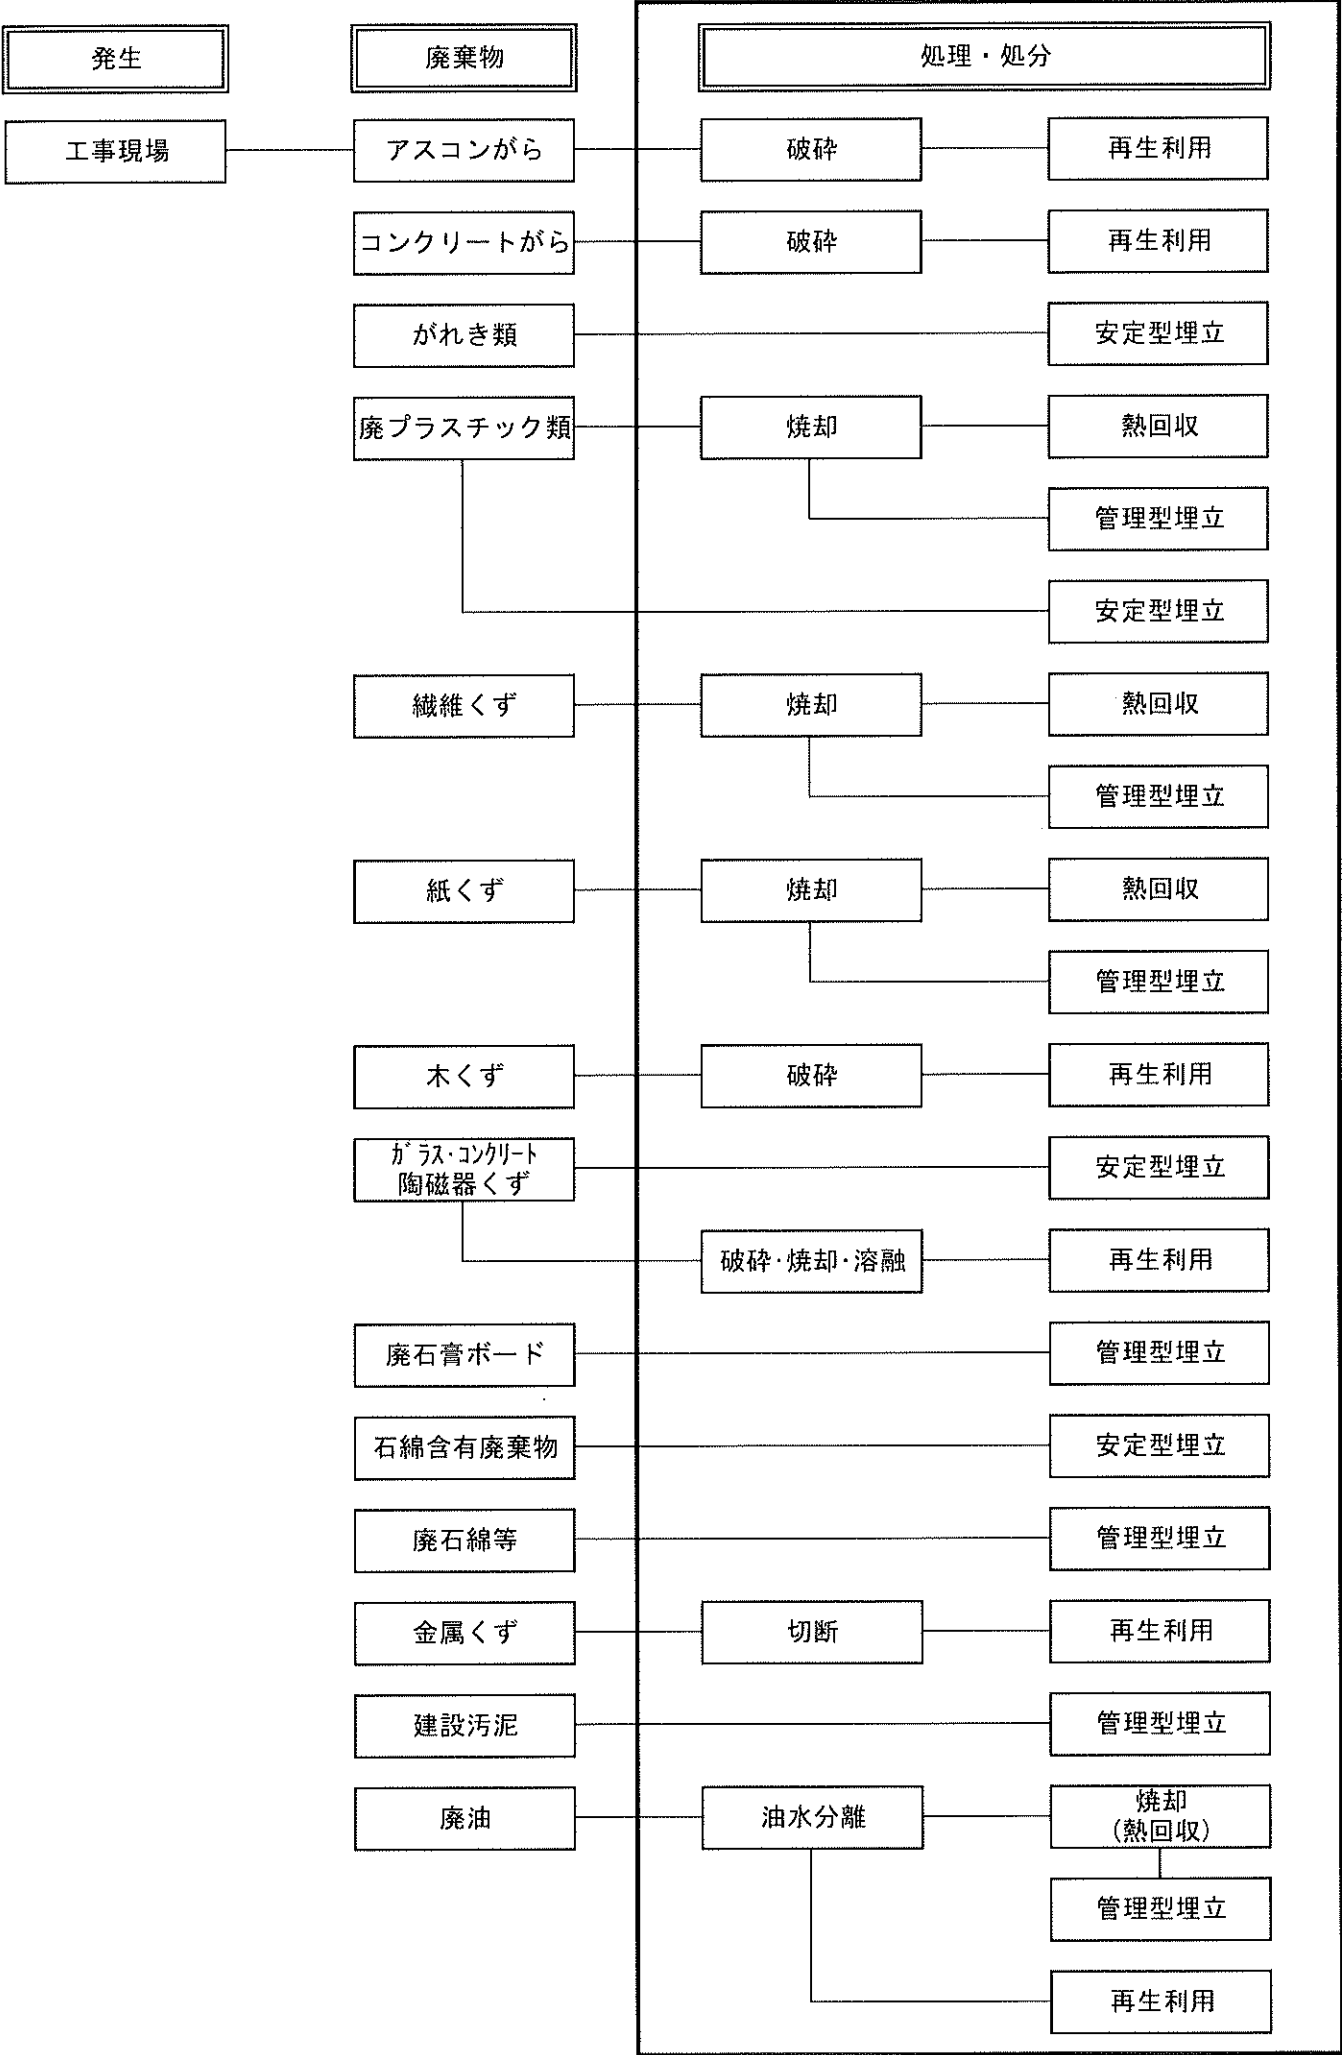 発生
廃棄物
処理・処分
工事現場
アスコンがら
破砕
再生利用
コンクリートがら
破砕
再生利用
がれき類
安定型埋立
廃プラスチック類
焼却
熱回収
管理型埋立
安定型埋立
繊維くず
焼却
熱回収
管理型埋立
紙くず
焼却
熱回収
管理型埋立
木くず
破砕
再生利用
ｶﾞﾗｽ･ｺﾝｸﾘｰﾄ
陶磁器くず
安定型埋立
破砕･焼却･溶融
再生利用
廃石膏ボード
管理型埋立
石綿含有廃棄物
安定型埋立
廃石綿等
管理型埋立
金属くず
切断
再生利用
建設汚泥
管理型埋立
廃油
油水分離
焼却
(熱回収)
管理型埋立
再生利用